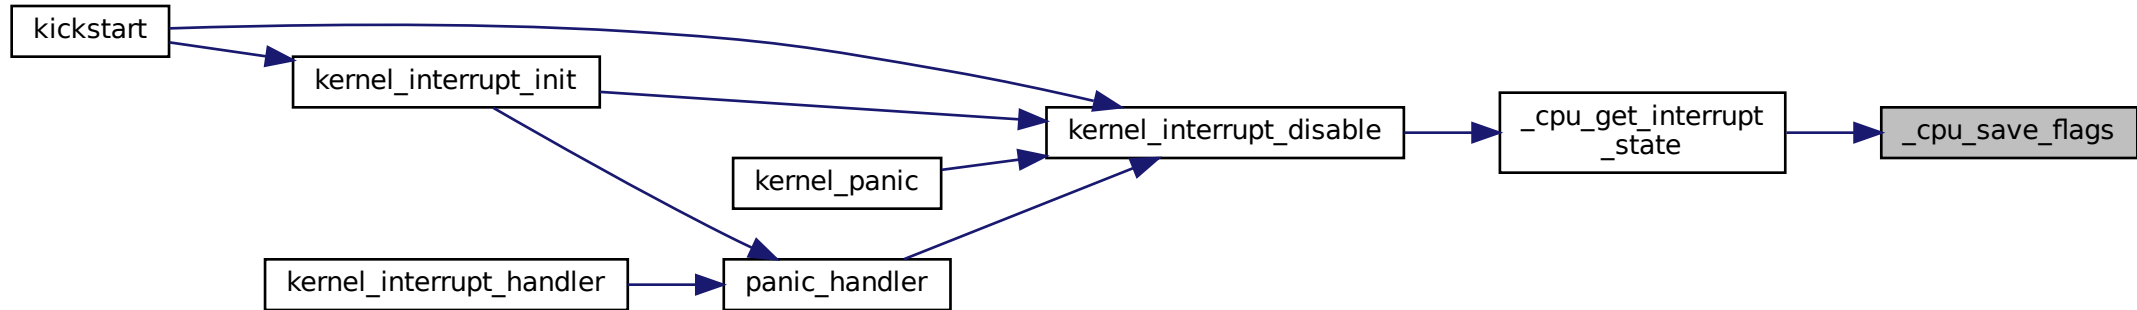 kickstart
kernel_interrupt_init
kernel_interrupt_disable
_cpu_get_interrupt
_state
_cpu_save_flags
kernel_panic
kernel_interrupt_handler
panic_handler